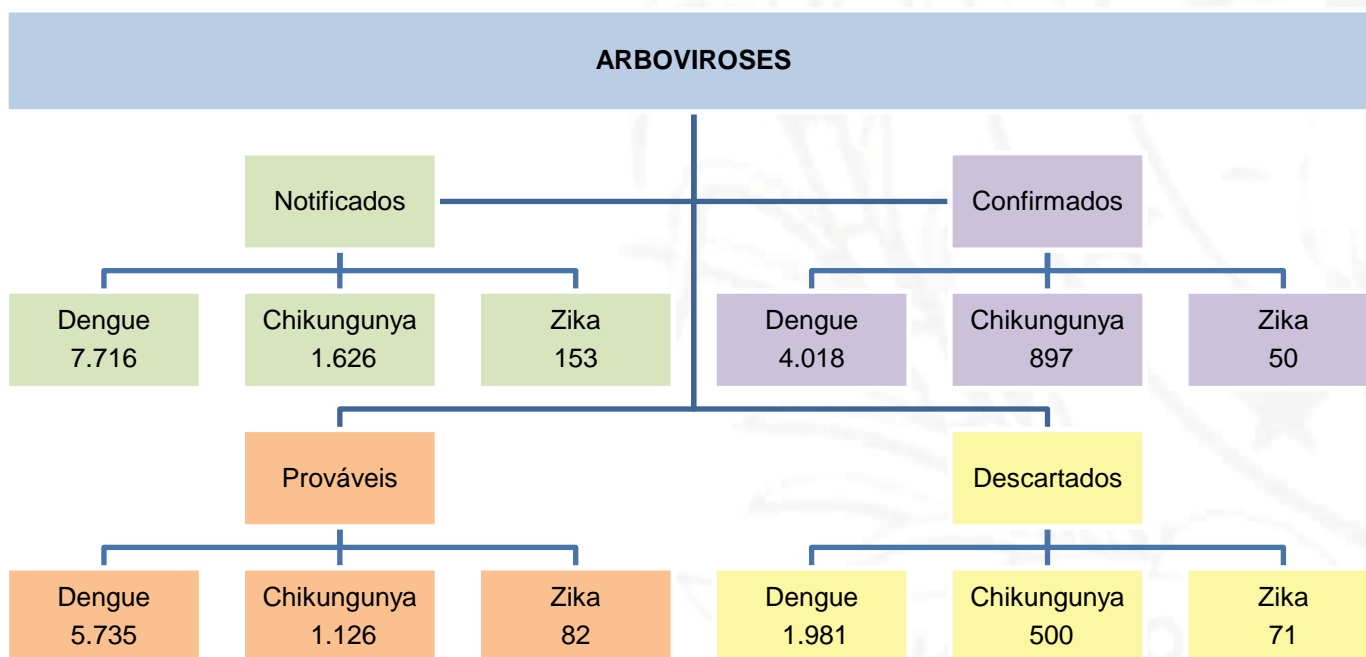 ARBOVIROSES
Notificados
Confirmados
Dengue
7.716
Chikungunya
1.626
Zika
153
Dengue
4.018
Chikungunya
897
Zika
50
Prováveis
Descartados
Dengue
5.735
Chikungunya
1.126
Zika
82
Dengue
1.981
Chikungunya
500
Zika
71